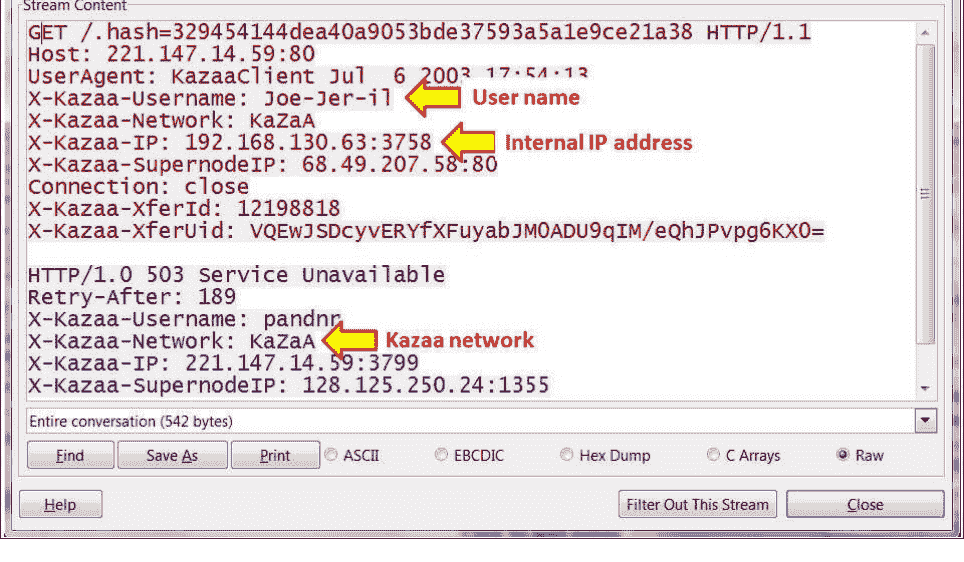 Stream Content
GET /.hash=329454144dea40a9053bde37593a5a1e9ce21a38 HTTP/1.1
Host: 221.147.14.59:80
UserAgent: KazaaClient Jul 6 2003 17:54:13
X-Kazaa-Username: Joe-Jer-il User name
X-Kazaa-Network: KaZaA
X-Kazaa-IP: 192.168.130.63:3758 Internal IP address
X-Kazaa-SupernodeIP: 68.49.207.58:80
Connection: close
X-Kazaa-XferId: 12198818
X-Kazaa-XferUid: VQEwJSDcyvERYfXFuyabJM0ADU9qIM/eQhJPvpg6KX0=
HTTP/1.0 503 Service Unavailable
Retry-After: 189
X-Kazaa-Username: pandnr
X-Kazaa-Network: KaZaA Kazaa network
X-Kazaa-IP: 221.147.14.59:3799
X-Kazaa-SupernodeIP: 128.125.250.24:1355
Entire conversation (542 bytes)
Find Save As Print ASCII EBCDIC Hex Dump C Arrays Raw
Help Filter Out This Stream Close